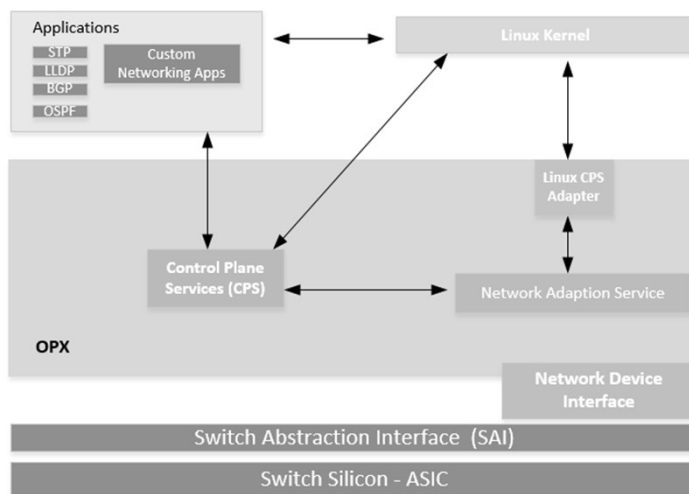 Applications
STP
LLDP
BGP
OSPF
Custom
Networking Apps
Linux Kernel
Linux CPS
Adapter
Control Plane
Services (CPS)
Network Adaption Service
OPX
Network Device
Interface
Switch Abstraction Interface (SAI)
Switch Silicon - ASIC